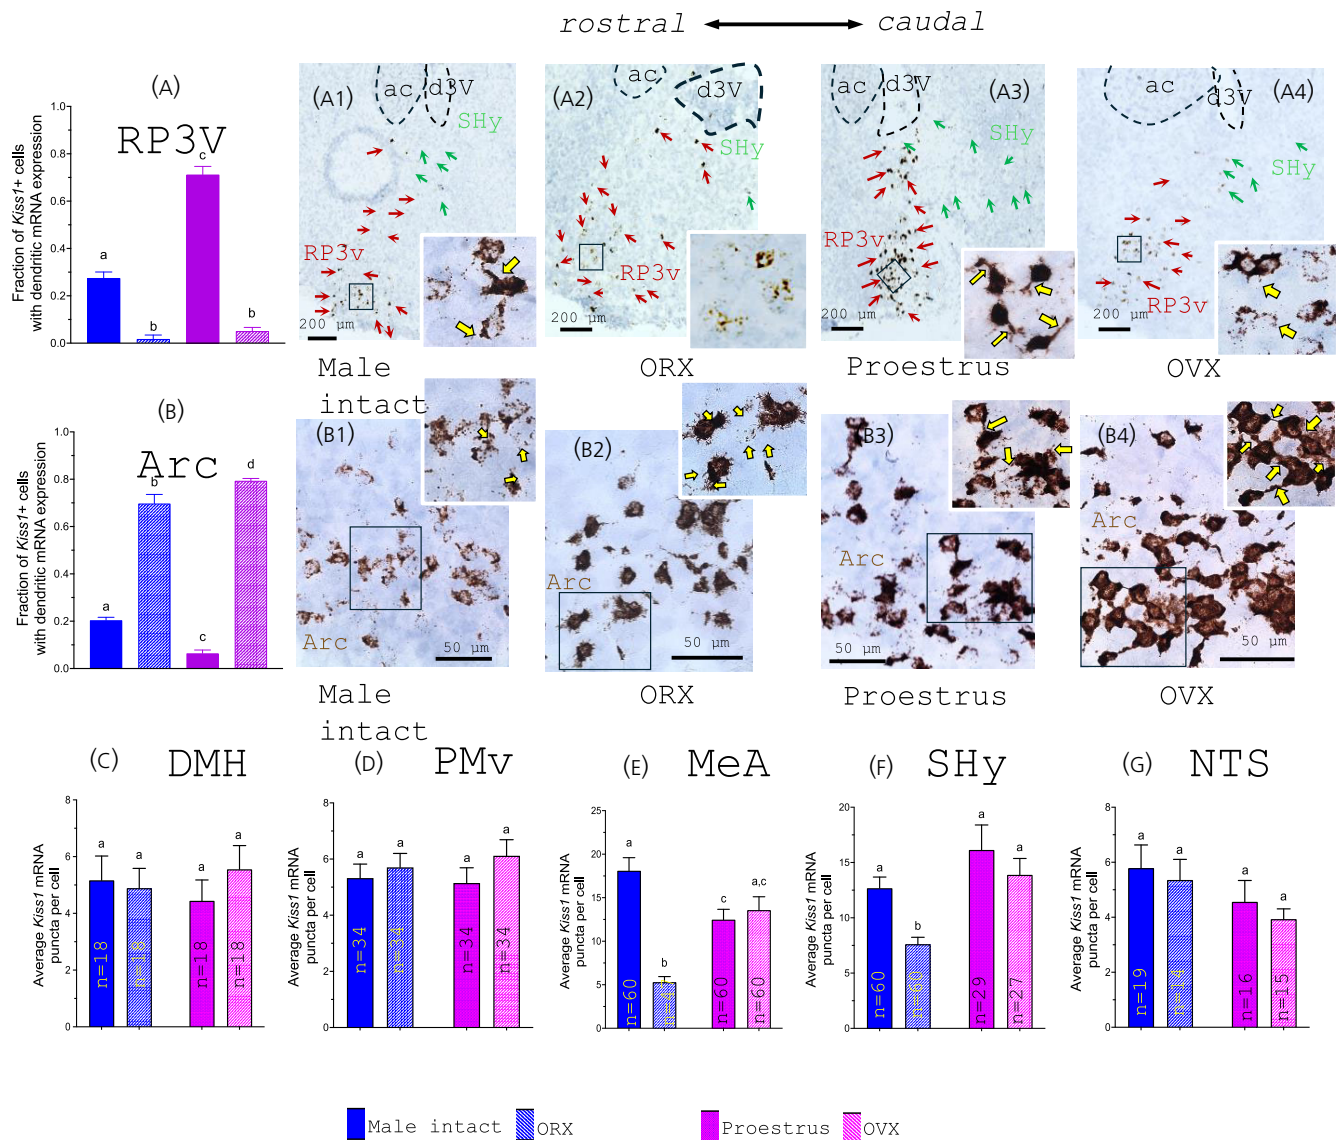 rostral caudal
(A)
RP3V
Fraction of Kiss1+ cells
with dendritic mRNA expression
1.0
0.8
0.6
0.4
0.2
0.0
a
b
c
b
(A1)
ac
d3V
SHy
RP3v
200 µm
Male
intact
(A2)
ac
d3V
SHy
RP3v
200 µm
ORX
(A3)
ac
d3V
SHy
RP3v
200 µm
Proestrus
(A4)
ac
d3V
SHy
RP3v
200 µm
OVX
(B)
Arc
Fraction of Kiss1+ cells
with dendritic mRNA expression
1.0
0.8
0.6
0.4
0.2
0.0
a
b
c
d
(B1)
Arc
50 µm
Male
intact
(B2)
Arc
50 µm
ORX
(B3)
Arc
50 µm
Proestrus
(B4)
Arc
50 µm
OVX
(C)
DMH
Average Kiss1 mRNA
puncta per cell
8
6
4
2
0
a
a
a
a
n=18
n=18
n=18
n=18
(D)
PMv
Average Kiss1 mRNA
puncta per cell
8
6
4
2
0
a
a
a
a
n=34
n=34
n=34
n=34
(E)
MeA
Average Kiss1 mRNA
puncta per cell
25
20
15
10
5
0
a
b
c
a,c
n=60
n=60
n=60
(F)
SHy
Average Kiss1 mRNA
puncta per cell
20
15
10
5
0
a
b
a
a
n=60
n=29
n=27
(G)
NTS
Average Kiss1 mRNA
puncta per cell
8
6
4
2
0
a
a
a
a
n=19
n=16
n=15
Male intact
ORX
Proestrus
OVX